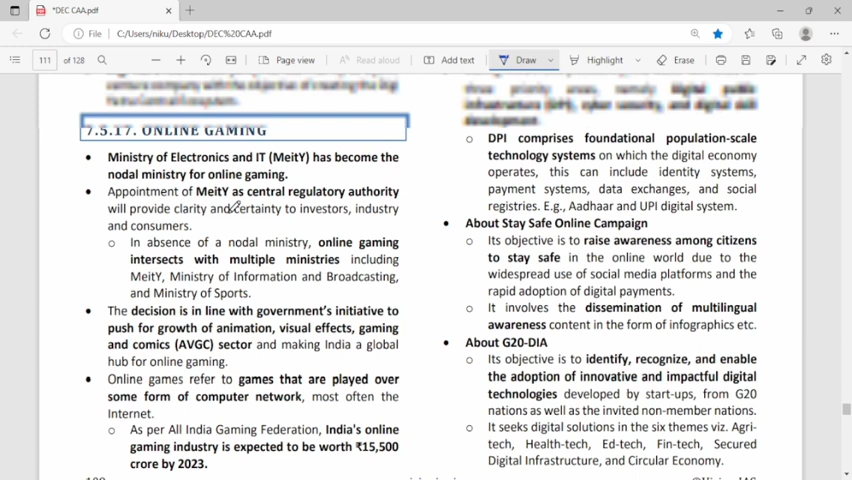 *DEC CAA.pdf
File
C:/Users/niku/Desktop/DEC%20CAA.pdf
111 of 128
Page view
Read aloud
Add text
Draw
Highlight
Erase
7.5.17. ONLINE GAMING
Ministry of Electronics and IT (MeitY) has become the
nodal ministry for online gaming.
Appointment of MeitY as central regulatory authority
will provide clarity and certainty to investors, industry
and consumers.
In absence of a nodal ministry, online gaming
intersects with multiple ministries including
MeitY, Ministry of Information and Broadcasting,
and Ministry of Sports.
The decision is in line with government's initiative to
push for growth of animation, visual effects, gaming
and comics (AVGC) sector and making India a global
hub for online gaming.
Online games refer to games that are played over
some form of computer network, most often the
Internet.
As per All India Gaming Federation, India's online
gaming industry is expected to be worth ₹15,500
crore by 2023.
three priority areas, namely digital public
infrastructure (DPI), cyber security, and digital skill
development.
DPI comprises foundational population-scale
technology systems on which the digital economy
operates, this can include identity systems,
payment systems, data exchanges, and social
registries. E.g., Aadhaar and UPI digital system.
About Stay Safe Online Campaign
Its objective is to raise awareness among citizens
to stay safe in the online world due to the
widespread use of social media platforms and the
rapid adoption of digital payments.
It involves the dissemination of multilingual
awareness content in the form of infographics etc.
About G20-DIA
Its objective is to identify, recognize, and enable
the adoption of innovative and impactful digital
technologies developed by start-ups, from G20
nations as well as the invited non-member nations.
It seeks digital solutions in the six themes viz. Agri-
tech, Health-tech, Ed-tech, Fin-tech, Secured
Digital Infrastructure, and Circular Economy.